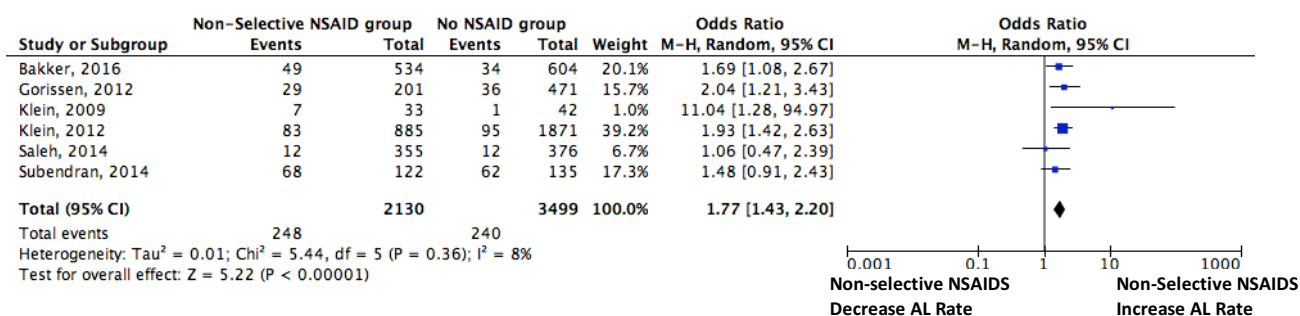 Non-Selective NSAID group No NSAID group Odds Ratio Odds Ratio
Study or Subgroup Events Total Events Total Weight M-H, Random, 95% CI M-H, Random, 95% CI
Bakker, 2016 49 534 34 604 20.1% 1.69 [1.08, 2.67]
Gorissen, 2012 29 201 36 471 15.7% 2.04 [1.21, 3.43]
Klein, 2009 7 33 1 42 1.0% 11.04 [1.28, 94.97]
Klein, 2012 83 885 95 1871 39.2% 1.93 [1.42, 2.63]
Saleh, 2014 12 355 12 376 6.7% 1.06 [0.47, 2.39]
Subendran, 2014 68 122 62 135 17.3% 1.48 [0.91, 2.43]
Total (95% CI) 2130 3499 100.0% 1.77 [1.43, 2.20]
Total events 248 240
Heterogeneity: Tau² = 0.01; Chi² = 5.44, df = 5 (P = 0.36); I² = 8%
Test for overall effect: Z = 5.22 (P < 0.00001)
0.001 0.1 1 10 1000
Non-selective NSAIDS Non-Selective NSAIDS
Decrease AL Rate Increase AL Rate